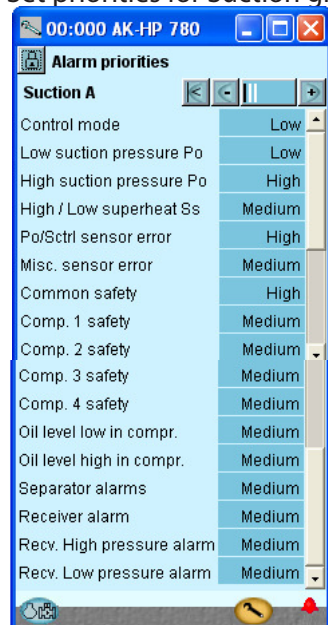 00:000 AK-HP 780
Alarm priorities
Suction A
Control mode Low
Low suction pressure Po Low
High suction pressure Po High
High / Low superheat Ss Medium
Po/Sctrl sensor error High
Misc. sensor error Medium
Common safety High
Comp. 1 safety Medium
Comp. 2 safety Medium
Comp. 3 safety Medium
Comp. 4 safety Medium
Oil level low in compr. Medium
Oil level high in compr. Medium
Separator alarms Medium
Receiver alarm Medium
Recv. High pressure alarm Medium
Recv. Low pressure alarm Medium